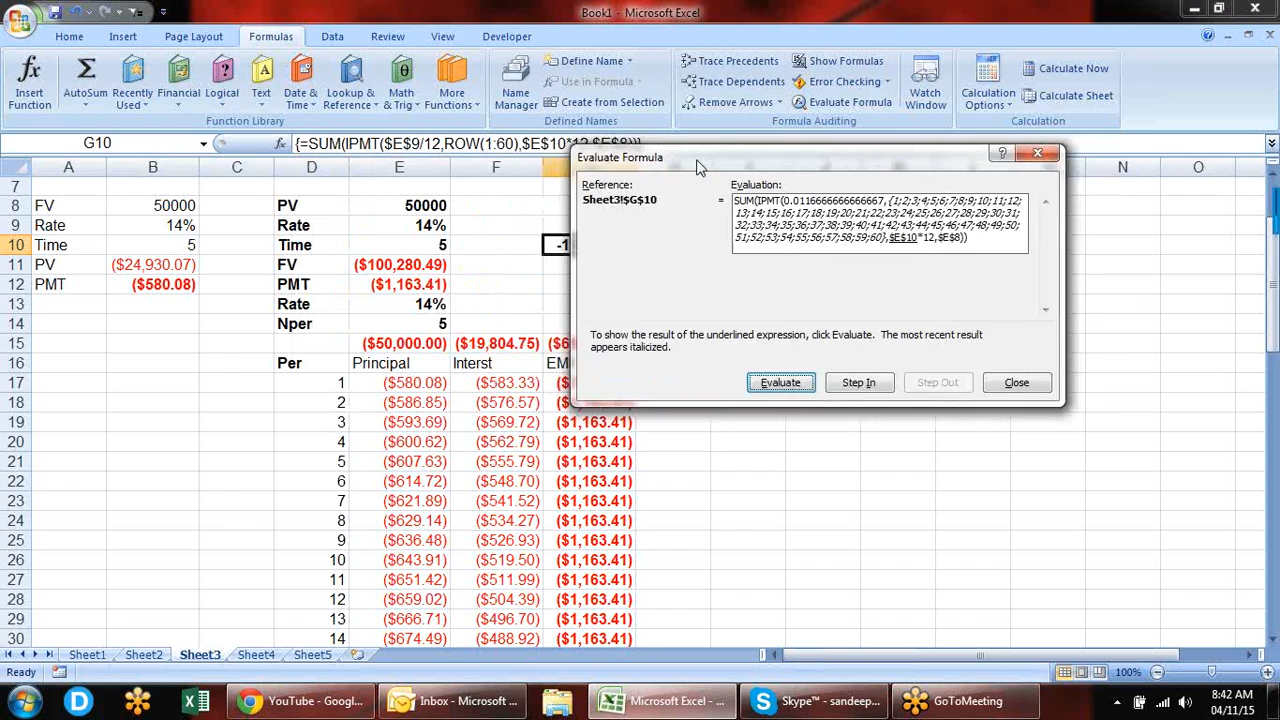 Book1 - Microsoft Excel
Home Insert Page Layout Formulas Data Review View Developer
fx Insert Function
Σ AutoSum
Recently Used
Financial
Logical
A Text
Date & Time
Lookup & Reference
θ Math & Trig
More Functions
Function Library
Name Manager
Define Name
Use in Formula
Create from Selection
Defined Names
Trace Precedents
Trace Dependents
Remove Arrows
Show Formulas
Error Checking
Evaluate Formula
Formula Auditing
Watch Window
Calculation Options
Calculate Now
Calculate Sheet
Calculation
G10 fx {=SUM(IPMT($E$9/12,ROW(1:60),$E$10*12,$E$8))}
A B C D E F N O
7
8 FV 50000 PV 50000
9 Rate 14% Rate 14%
10 Time 5 Time 5 -1
11 PV ($24,930.07) FV ($100,280.49)
12 PMT ($580.08) PMT ($1,163.41)
13 Rate 14%
14 Nper 5
15 ($50,000.00) ($19,804.75) ($6
16 Per Principal Interst EM
17 1 ($580.08) ($583.33)
18 2 ($586.85) ($576.57)
19 3 ($593.69) ($569.72) ($1,163.41)
20 4 ($600.62) ($562.79) ($1,163.41)
21 5 ($607.63) ($555.79) ($1,163.41)
22 6 ($614.72) ($548.70) ($1,163.41)
23 7 ($621.89) ($541.52) ($1,163.41)
24 8 ($629.14) ($534.27) ($1,163.41)
25 9 ($636.48) ($526.93) ($1,163.41)
26 10 ($643.91) ($519.50) ($1,163.41)
27 11 ($651.42) ($511.99) ($1,163.41)
28 12 ($659.02) ($504.39) ($1,163.41)
29 13 ($666.71) ($496.70) ($1,163.41)
30 14 ($674.49) ($488.92) ($1,163.41)
Evaluate Formula
Reference: Evaluation:
Sheet3!$G$10 = SUM(IPMT(0.0116666666666667,{1;2;3;4;5;6;7;8;9;10;11;12;
13;14;15;16;17;18;19;20;21;22;23;24;25;26;27;28;29;30;31;
32;33;34;35;36;37;38;39;40;41;42;43;44;45;46;47;48;49;50;
51;52;53;54;55;56;57;58;59;60},$E$10*12,$E$8))
To show the result of the underlined expression, click Evaluate. The most recent result
appears italicized.
Evaluate Step In Step Out Close
Sheet1 Sheet2 Sheet3 Sheet4 Sheet5
Ready 100%
YouTube - Googl... Inbox - Microsoft ... Microsoft Excel - ... Skype™ - sandeep... GoToMeeting
8:42 AM
04/11/15